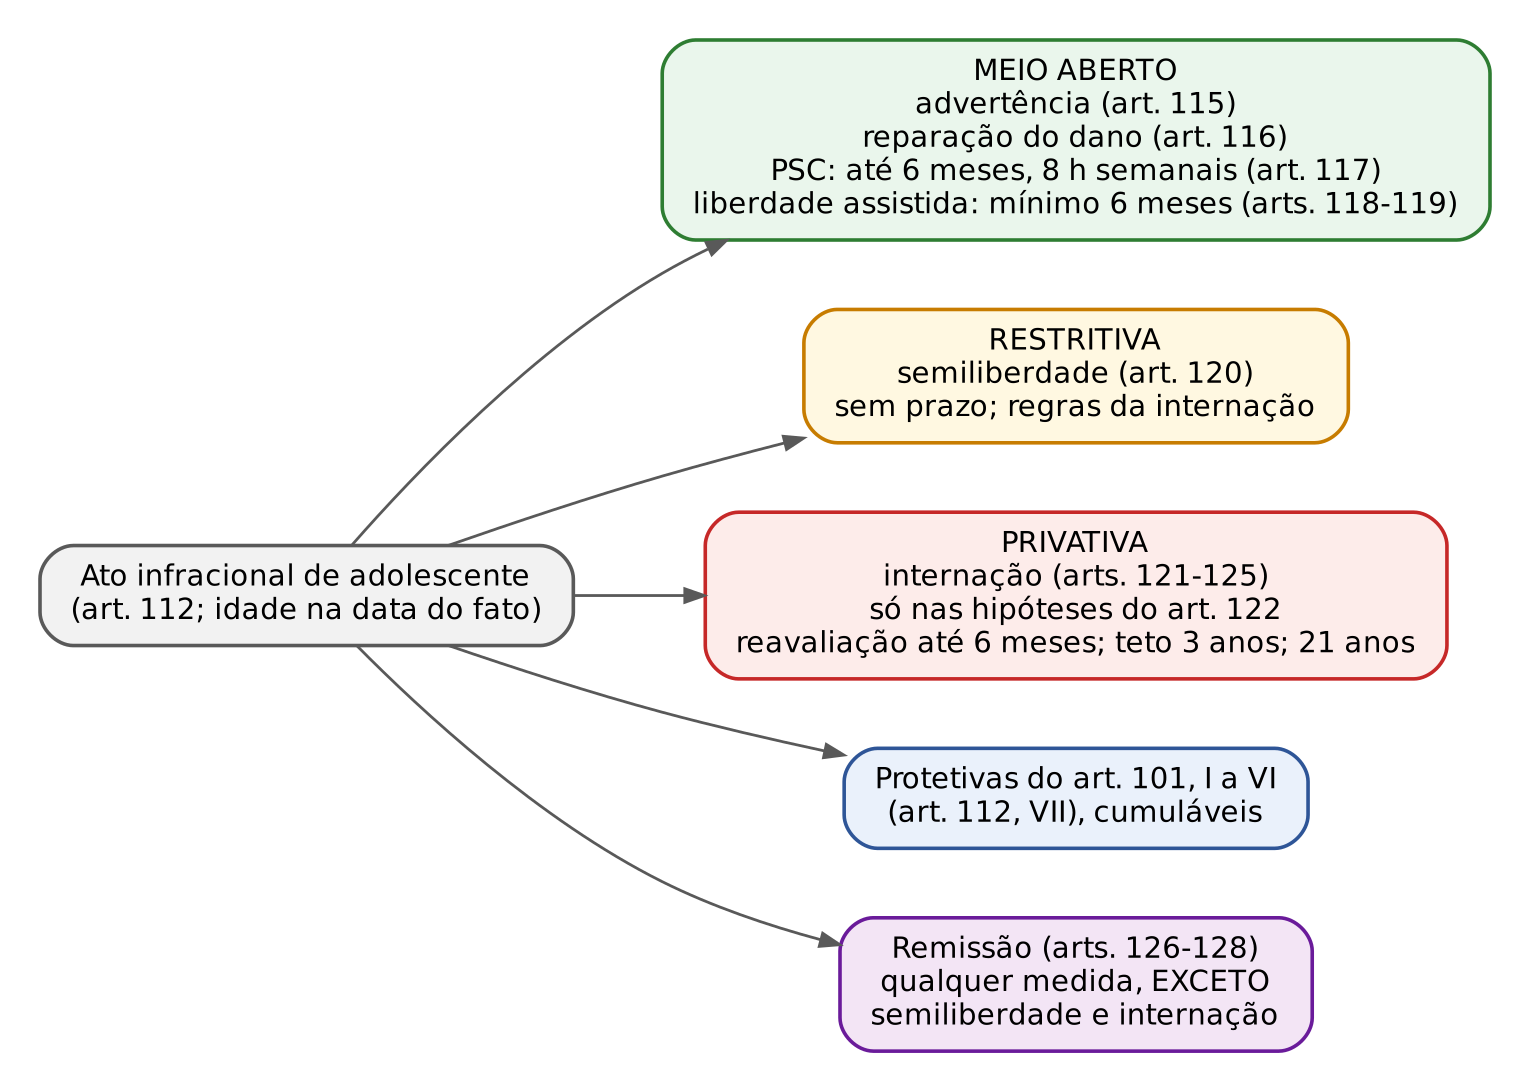 MEIO ABERTO
advertência (art. 115)
reparação do dano (art. 116)
PSC: até 6 meses, 8 h semanais (art. 117)
liberdade assistida: mínimo 6 meses (arts. 118-119)
RESTRITIVA
semiliberdade (art. 120)
sem prazo; regras da internação
Ato infracional de adolescente
(art. 112; idade na data do fato)
PRIVATIVA
internação (arts. 121-125)
só nas hipóteses do art. 122
reavaliação até 6 meses; teto 3 anos; 21 anos
Protetivas do art. 101, I a VI
(art. 112, VII), cumuláveis
Remissão (arts. 126-128)
qualquer medida, EXCETO
semiliberdade e internação